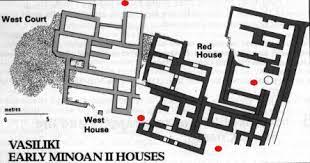 West Court
Red
House
metres
0 5
West
House
VASILIKI
EARLY MINOAN II HOUSES